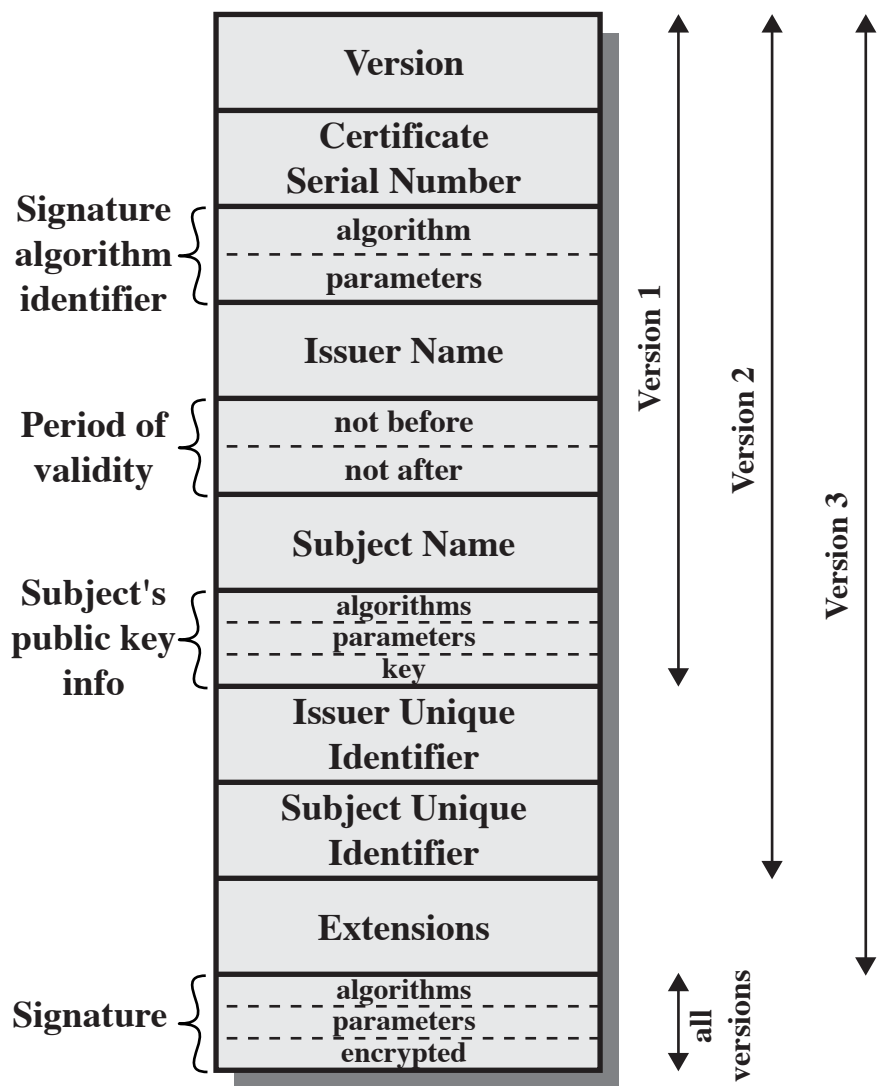 Version
Certificate
Serial Number
Signature
algorithm
identifier
algorithm
parameters
Issuer Name
Period of
validity
not before
not after
Subject Name
Subject's
public key
info
algorithms
parameters
key
Issuer Unique
Identifier
Subject Unique
Identifier
Extensions
Signature
algorithms
parameters
encrypted
Version 1
Version 2
Version 3
all
versions